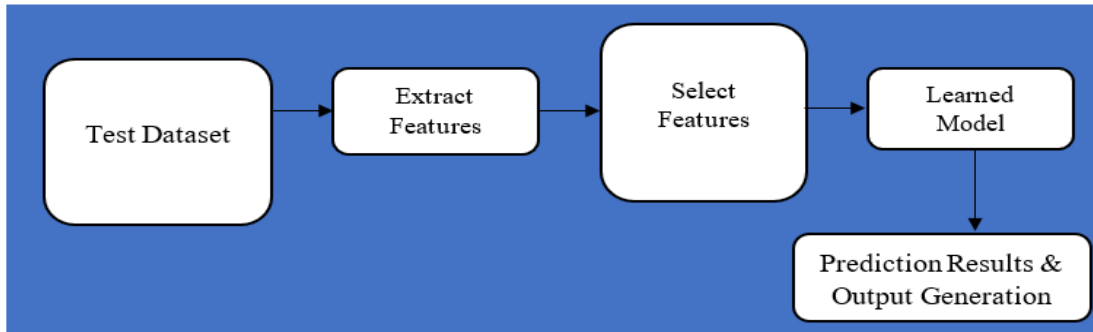 Test Dataset
Extract
Features
Select
Features
Learned
Model
Prediction Results &
Output Generation